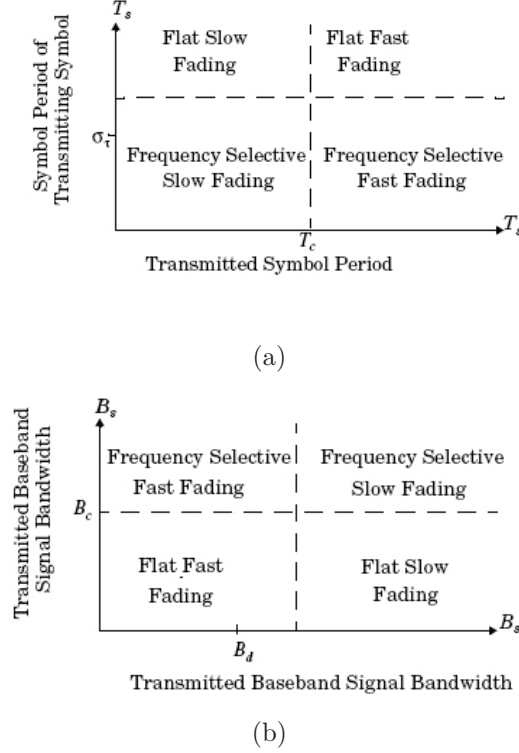 T_s
Symbol Period of
Transmitting Symbol
Flat Slow
Fading
Flat Fast
Fading
σ_τ
Frequency Selective
Slow Fading
Frequency Selective
Fast Fading
T_c
T_s
Transmitted Symbol Period
(a)
Transmitted Baseband
Signal Bandwidth
B_s
Frequency Selective
Fast Fading
Frequency Selective
Slow Fading
B_c
Flat Fast
Fading
Flat Slow
Fading
B_s
B_d
Transmitted Baseband Signal Bandwidth
(b)